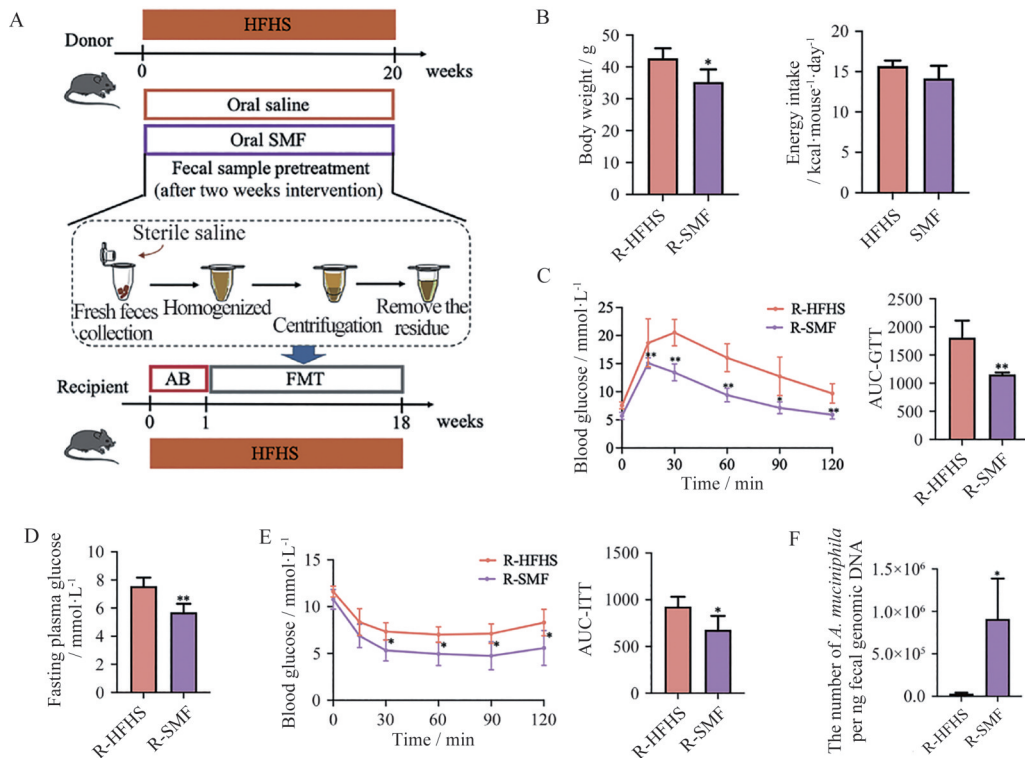 A
HFHS
Donor
0
20
weeks
Oral saline
Oral SMF
Fecal sample pretreatment
(after two weeks intervention)
Sterile saline
Fresh feces
collection
Homogenized
Centrifugation
Remove the
residue
AB
FMT
Recipient
0
1
18
weeks
HFHS
B
Body weight / g
50
40
30
20
10
0
*
R-HFHS
R-SMF
Energy intake
/ kcal·mouse⁻¹·day⁻¹
20
15
10
5
0
HFHS
SMF
C
Blood glucose / mmol·L⁻¹
25
20
15
10
5
0
R-HFHS
R-SMF
**
**
**
*
**
0
30
60
90
120
Time / min
AUC-GTT
2500
2000
1500
1000
500
0
**
R-HFHS
R-SMF
D
Fasting plasma glucose
/ mmol·L⁻¹
10
8
6
4
2
0
**
R-HFHS
R-SMF
E
Blood glucose / mmol·L⁻¹
15
10
5
0
R-HFHS
R-SMF
*
*
*
*
0
30
60
90
120
Time / min
AUC-ITT
1500
1000
500
0
*
R-HFHS
R-SMF
F
The number of A. muciniphila
per ng fecal genomic DNA
1.5×10⁶
1.0×10⁶
5.0×10⁵
0.0
*
R-HFHS
R-SMF